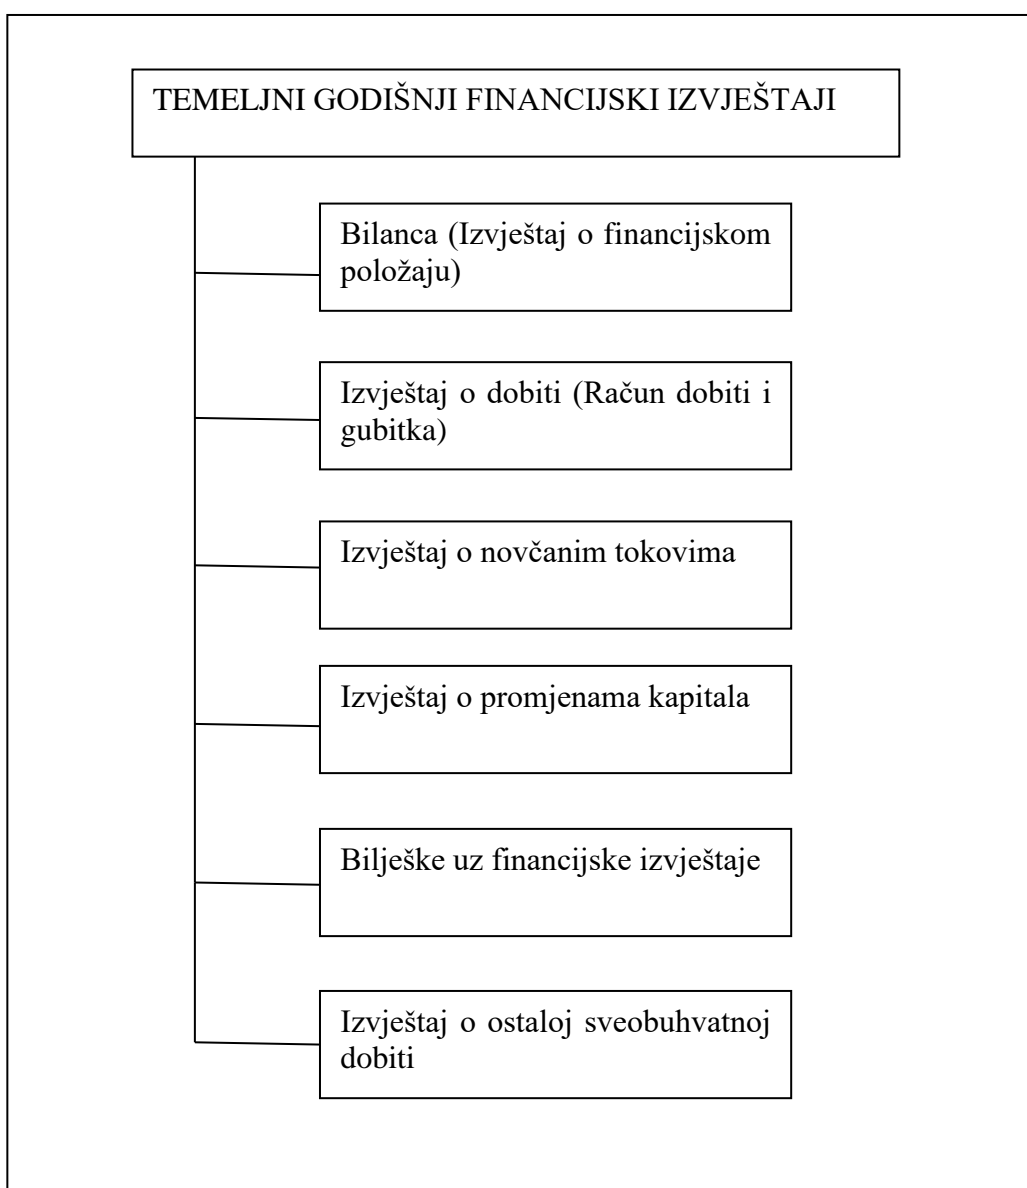 TEMELJNI GODIŠNJI FINANCIJSKI IZVJEŠTAJI
Bilanca (Izvještaj o financijskom
položaju)
Izvještaj o dobiti (Račun dobiti i
gubitka)
Izvještaj o novčanim tokovima
Izvještaj o promjenama kapitala
Bilješke uz financijske izvještaje
Izvještaj o ostaloj sveobuhvatnoj
dobiti